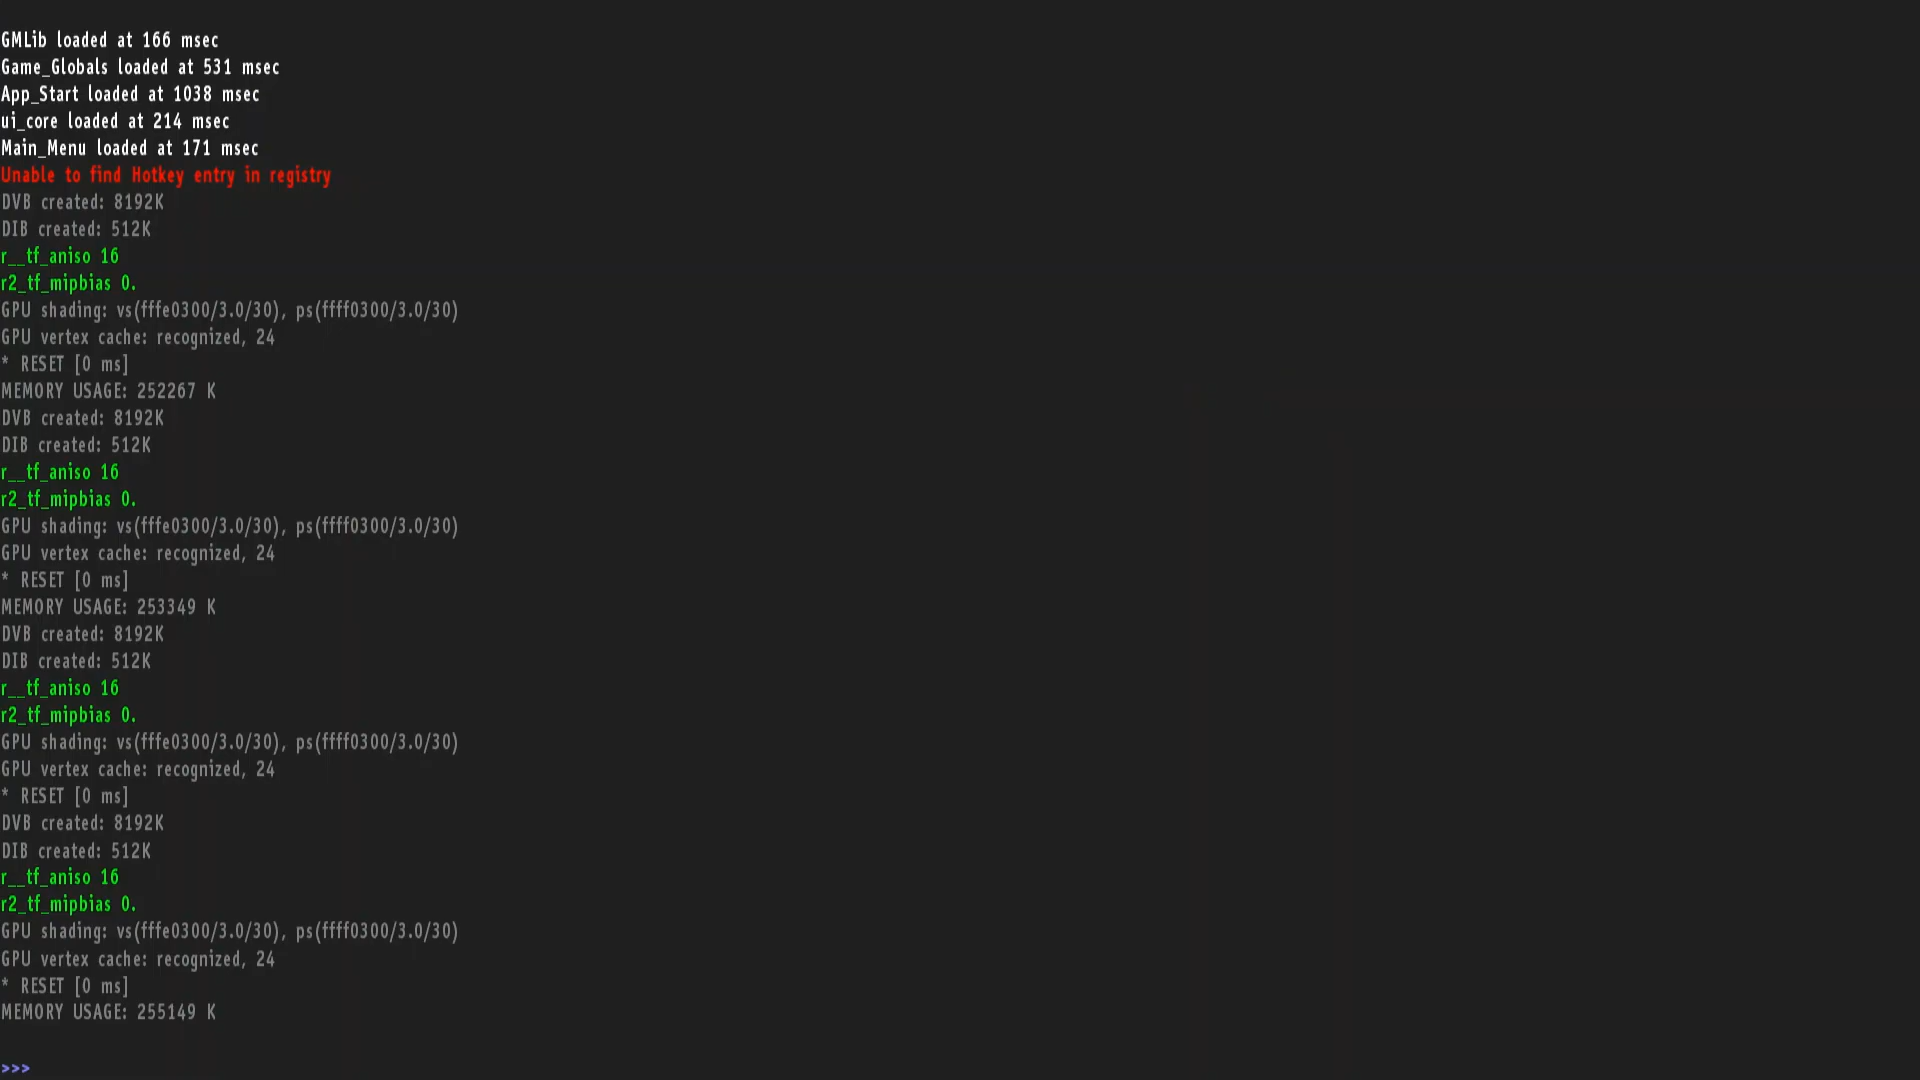 GMLib loaded at 166 msec
Game_Globals loaded at 531 msec
App_Start loaded at 1038 msec
ui_core loaded at 214 msec
Main_Menu loaded at 171 msec
Unable to find Hotkey entry in registry
DVB created: 8192K
DIB created: 512K
r__tf_aniso 16
r2_tf_mipbias 0.
GPU shading: vs(fffe0300/3.0/30), ps(ffff0300/3.0/30)
GPU vertex cache: recognized, 24
* RESET [0 ms]
MEMORY USAGE: 252267 K
DVB created: 8192K
DIB created: 512K
r__tf_aniso 16
r2_tf_mipbias 0.
GPU shading: vs(fffe0300/3.0/30), ps(ffff0300/3.0/30)
GPU vertex cache: recognized, 24
* RESET [0 ms]
MEMORY USAGE: 253349 K
DVB created: 8192K
DIB created: 512K
r__tf_aniso 16
r2_tf_mipbias 0.
GPU shading: vs(fffe0300/3.0/30), ps(ffff0300/3.0/30)
GPU vertex cache: recognized, 24
* RESET [0 ms]
DVB created: 8192K
DIB created: 512K
r__tf_aniso 16
r2_tf_mipbias 0.
GPU shading: vs(fffe0300/3.0/30), ps(ffff0300/3.0/30)
GPU vertex cache: recognized, 24
* RESET [0 ms]
MEMORY USAGE: 255149 K
>>>